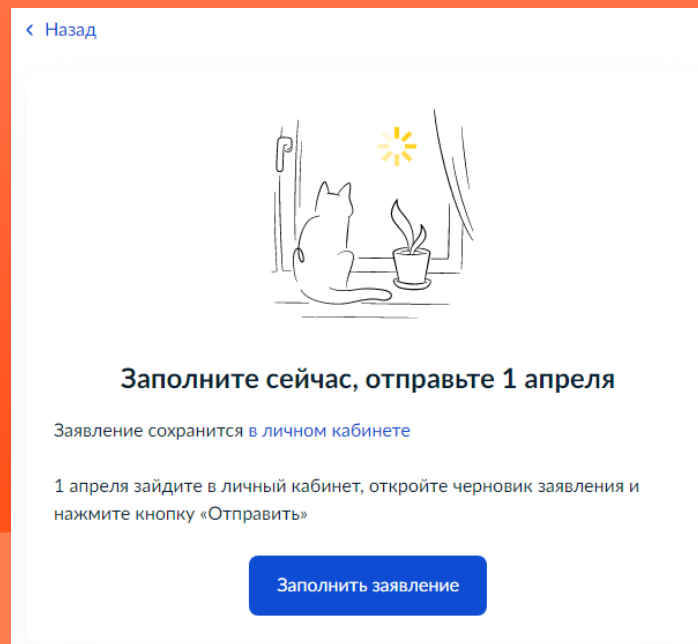 Назад
Заполните сейчас, отправьте 1 апреля
Заявление сохранится в личном кабинете
1 апреля зайдите в личный кабинет, откройте черновик заявления и
нажмите кнопку «Отправить»
Заполнить заявление